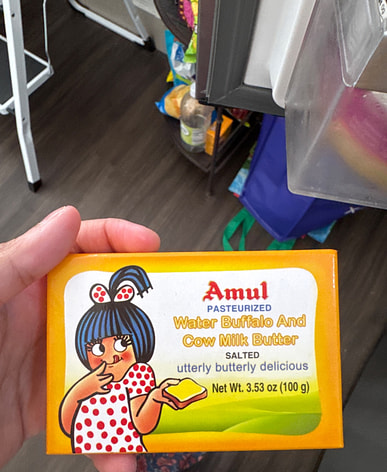 Amul
PASTEURIZED
Water Buffalo And
Cow Milk Butter
SALTED
utterly butterly delicious
Net Wt. 3.53 oz (100 g)